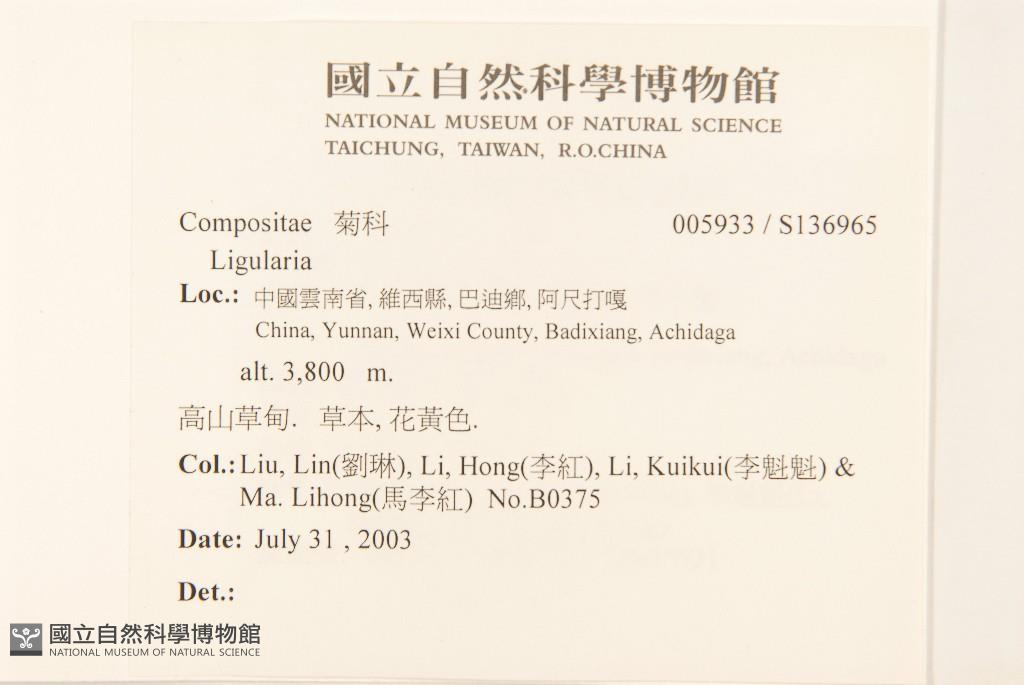 國立自然科學博物館
NATIONAL MUSEUM OF NATURAL SCIENCE
TAICHUNG, TAIWAN, R.O.CHINA
Compositae 菊科 005933 / S136965
Ligularia
Loc.: 中國雲南省, 維西縣, 巴迪鄉, 阿尺打嘎
China, Yunnan, Weixi County, Badixiang, Achidaga
alt. 3,800 m.
高山草甸. 草本, 花黃色.
Col.: Liu, Lin(劉琳), Li, Hong(李紅), Li, Kuikui(李魁魁) &
Ma. Lihong(馬李紅) No.B0375
Date: July 31 , 2003
Det.:
國立自然科學博物館
NATIONAL MUSEUM OF NATURAL SCIENCE